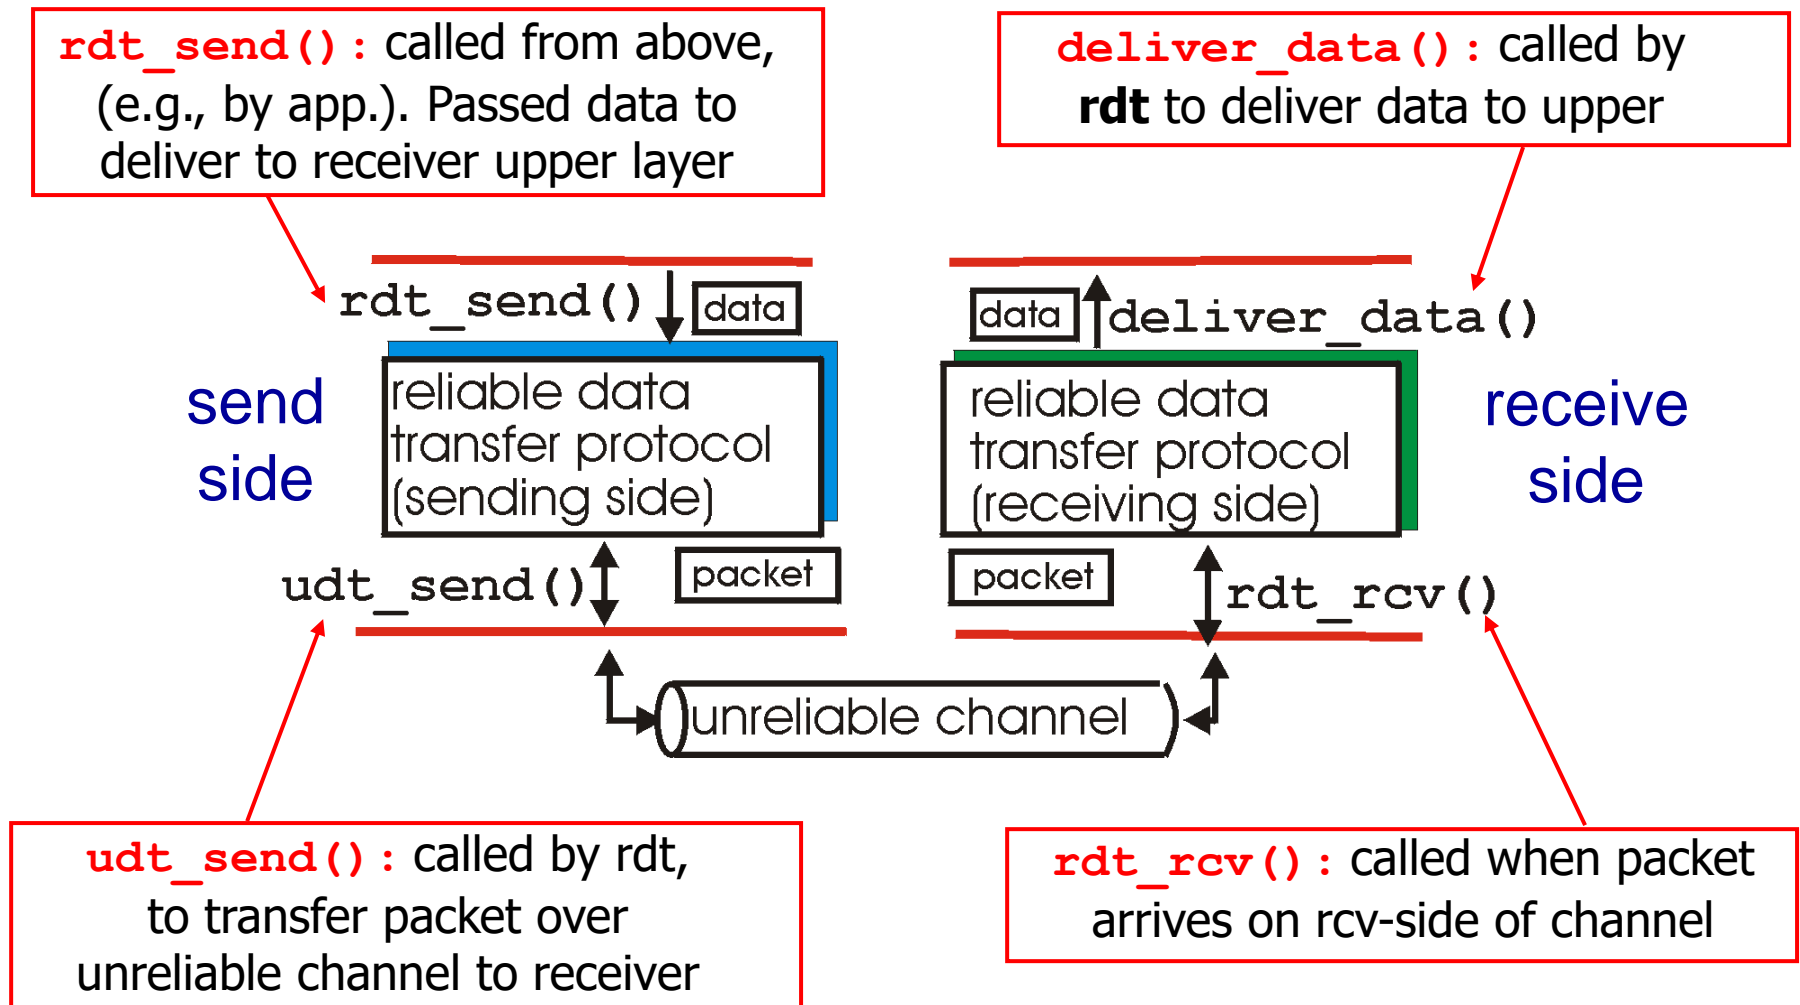 rdt_send(): called from above,
(e.g., by app.). Passed data to
deliver to receiver upper layer
deliver_data(): called by
rdt to deliver data to upper
rdt_send()
data
data
deliver_data()
send
side
reliable data
transfer protocol
(sending side)
reliable data
transfer protocol
(receiving side)
receive
side
udt_send()
packet
packet
rdt_rcv()
unreliable channel
udt_send(): called by rdt,
to transfer packet over
unreliable channel to receiver
rdt_rcv(): called when packet
arrives on rcv-side of channel